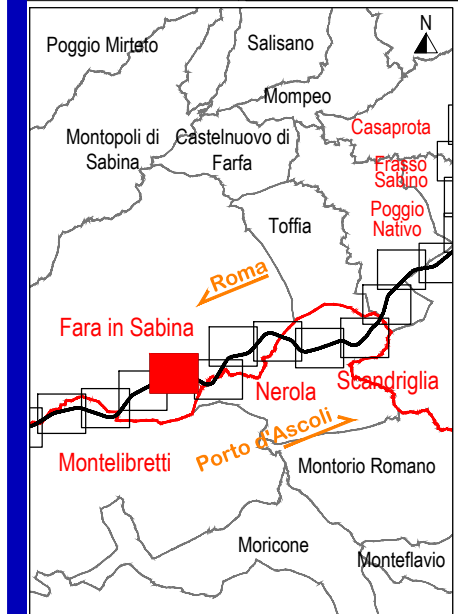 N
Poggio Mirteto
Salisano
Mompeo
Casaprota
Montopoli di
Sabina
Castelnuovo di
Farfa
Frasso
Sabino
Poggio
Nativo
Toffia
Roma
Fara in Sabina
Nerola
Scandriglia
Porto d'Ascoli
Montelibretti
Montorio Romano
Moricone
Monteflavio